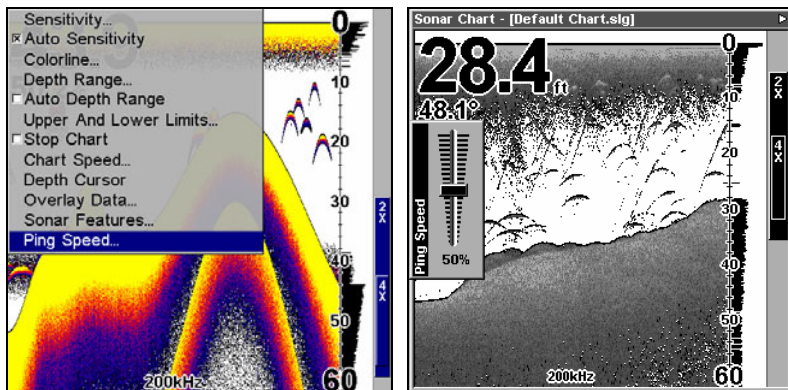 Sensitivity...
Auto Sensitivity
Colorline...
Depth Range...
Auto Depth Range
Upper And Lower Limits...
Stop Chart
Chart Speed...
Depth Cursor
Overlay Data...
Sonar Features...
Ping Speed...
0
10
20
30
40
50
60
2X
4X
200kHz
Sonar Chart - [Default Chart.slg]
28.4ft
48.1°
Ping Speed
50%
0
10
20
30
40
50
60
2X
4X
200kHz